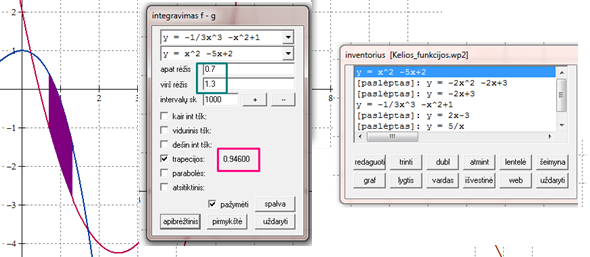 integravimas f - g
y = -1/3x^3 -x^2+1
y = x^2 -5x+2
apat rėžis 0.7
virš rėžis 1.3
intervalų sk 1000 + --
kair int tšk:
vidurinis tšk:
dešin int tšk:
trapecijos: 0.94600
parabolės:
atsitiktinis:
pažymėti spalva
apibrėžtinis pirmykštė uždaryti
inventorius [Kelios_funkcijos.wp2]
y = x^2 -5x+2
[paslėptas]: y = -2x^2 -2x+3
[paslėptas]: y = -2x+3
y = -1/3x^3 -x^2+1
[paslėptas]: y = 2x-3
[paslėptas]: y = 5/x
redaguoti trinti dabar atmint lentelė šeimyna
graf lygtis vardas išvestinė web uždaryti
1
-1
-2
-3
-4
2
8